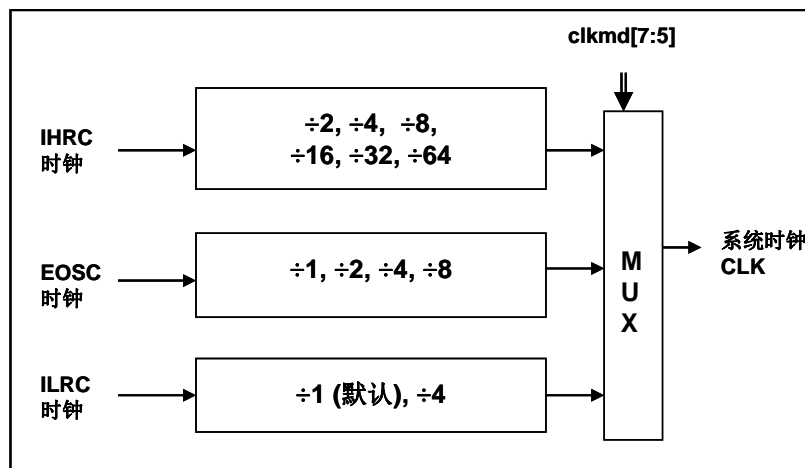 clkmd[7:5]
IHRC
时钟
÷2, ÷4, ÷8,
÷16, ÷32, ÷64
EOSC
时钟
÷1, ÷2, ÷4, ÷8
ILRC
时钟
÷1 (默认), ÷4
M
U
X
系统时钟
CLK